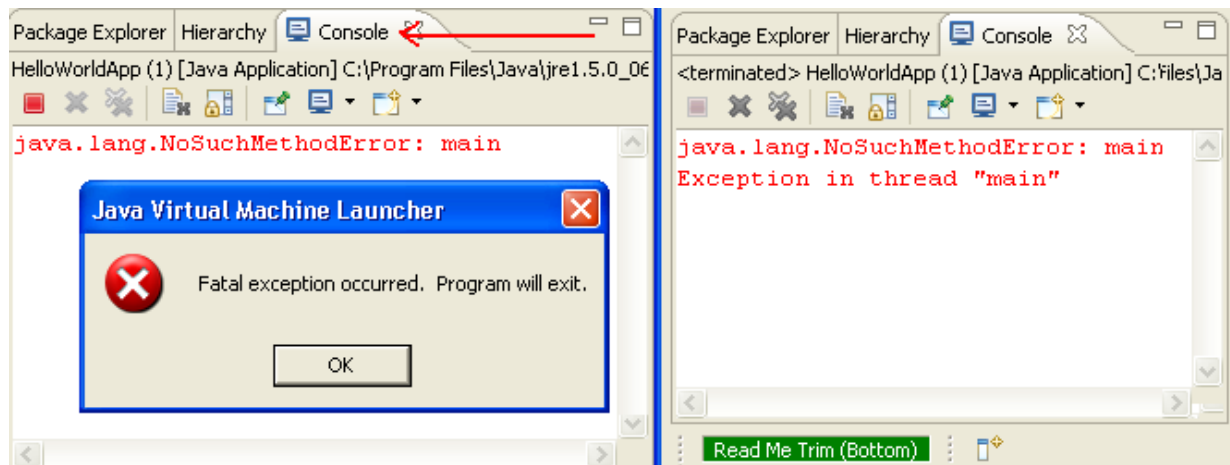 Package Explorer Hierarchy Console
HelloWorldApp (1) [Java Application] C:\Program Files\Java\jre1.5.0_06
java.lang.NoSuchMethodError: main
Java Virtual Machine Launcher
Fatal exception occurred. Program will exit.
OK
Package Explorer Hierarchy Console
<terminated> HelloWorldApp (1) [Java Application] C:\Files\Ja
java.lang.NoSuchMethodError: main
Exception in thread "main"
Read Me Trim (Bottom)